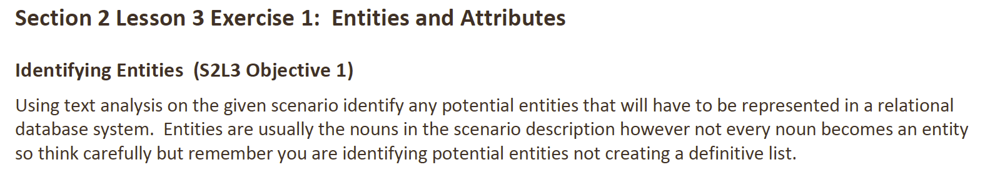 Section 2 Lesson 3 Exercise 1:  Entities and Attributes
Identifying Entities  (S2L3 Objective 1)
Using text analysis on the given scenario identify any potential entities that will have to be represented in a relational
database system.  Entities are usually the nouns in the scenario description however not every noun becomes an entity
so think carefully but remember you are identifying potential entities not creating a definitive list.